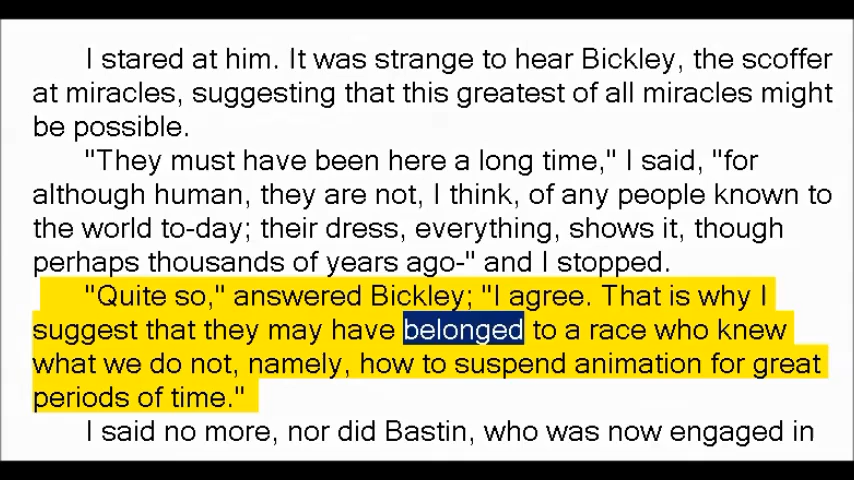 I stared at him. It was strange to hear Bickley, the scoffer
at miracles, suggesting that this greatest of all miracles might
be possible.
"They must have been here a long time," I said, "for
although human, they are not, I think, of any people known to
the world to-day; their dress, everything, shows it, though
perhaps thousands of years ago-" and I stopped.
"Quite so," answered Bickley; "I agree. That is why I
suggest that they may have belonged to a race who knew
what we do not, namely, how to suspend animation for great
periods of time."
I said no more, nor did Bastin, who was now engaged in